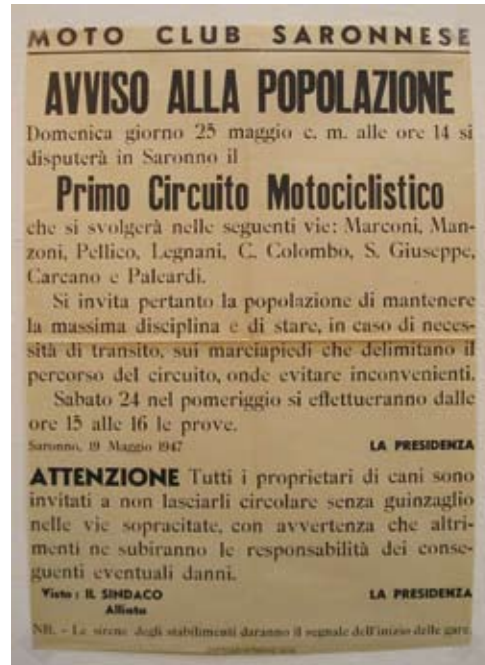 MOTO CLUB SARONNESE
AVVISO ALLA POPOLAZIONE
Domenica giorno 25 maggio c. m. alle ore 14 si
disputerà in Saronno il
Primo Circuito Motociclistico
che si svolgerà nelle seguenti vie: Marconi, Man-
zoni, Pellico, Legnani, C. Colombo, S. Giuseppe,
Carcano e Paleardi.
Si invita pertanto la popolazione di mantenere
la massima disciplina e di stare, in caso di neces-
sità di transito, sui marciapiedi che delimitano il
percorso del circuito, onde evitare inconvenienti.
Sabato 24 nel pomeriggio si effettueranno dalle
ore 15 alle 16 le prove.
Saronno, 19 Maggio 1947 LA PRESIDENZA
ATTENZIONE Tutti i proprietari di cani sono
invitati a non lasciarli circolare senza guinzaglio
nelle vie sopracitate, con avvertenza che altri-
menti ne subiranno le responsabilità dei conse-
guenti eventuali danni.
Visto: IL SINDACO LA PRESIDENZA
Alliata
NB. - Le sirene degli stabilimenti daranno il segnale dell'inizio delle gare.